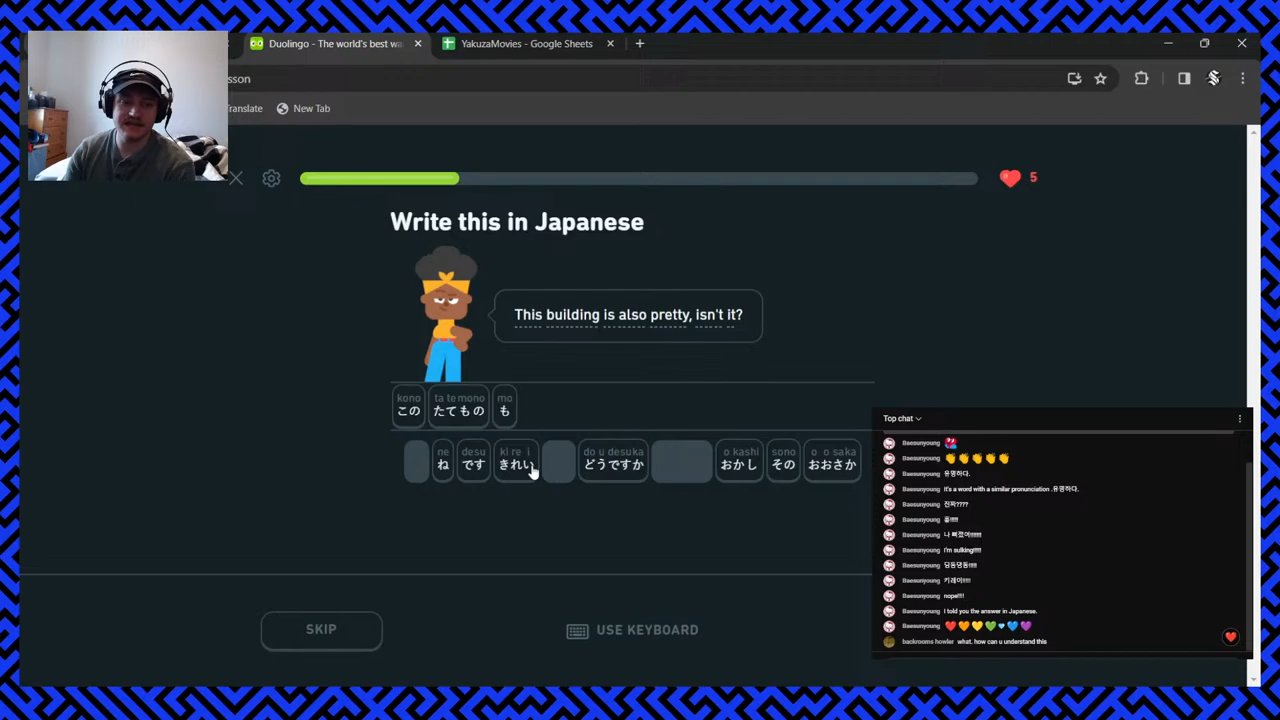 Duolingo - The world's best wa
YakuzaMovies - Google Sheets
sson
Translate
New Tab
5
Write this in Japanese
This building is also pretty, isn't it?
kono
この
ta te mono
たてもの
mo
も
ne
ね
desu
です
ki re i
きれい
do u desuka
どうですか
o kashi
おかし
sono
その
o o saka
おおさか
SKIP
USE KEYBOARD
Top chat
Baesunyoung
Baesunyoung
Baesunyoung 유명하다.
Baesunyoung It's a word with a similar pronunciation .유명하다.
Baesunyoung 진짜????
Baesunyoung 흥!!!!!
Baesunyoung 나 삐졌어!!!!!!!!
Baesunyoung I'm sulking!!!!!
Baesunyoung 딩동댕동!!!!!
Baesunyoung 키레이!!!!!
Baesunyoung nope!!!!
Baesunyoung I told you the answer in Japanese.
Baesunyoung
backrooms howler what, how can u understand this